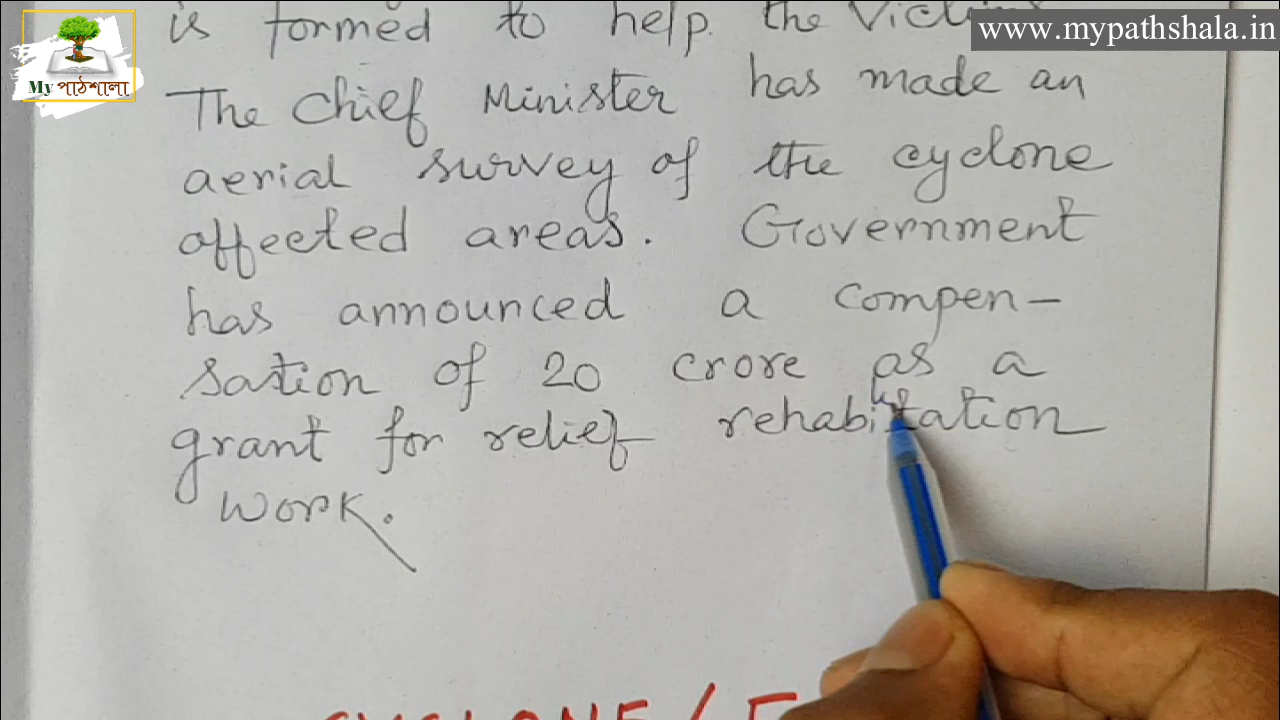 www.mypathshala.in
My পাঠশালা
is formed to help the
The Chief Minister has made an
aerial survey of the cyclone
affected areas. Government
has announced a compen-
sation of 20 crore as a
grant for relief rehabilitation
work.
CYCLONE /